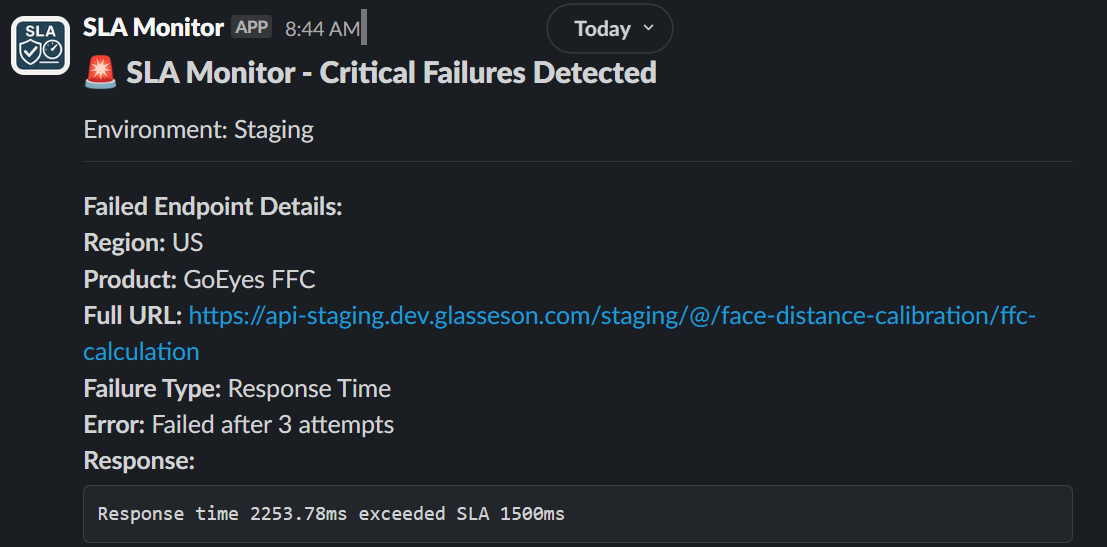 SLA
SLA Monitor APP 8:44 AM
Today
🚨 SLA Monitor - Critical Failures Detected
Environment: Staging
Failed Endpoint Details:
Region: US
Product: GoEyes FFC
Full URL: https://api-staging.dev.glasseson.com/staging/@/face-distance-calibration/ffc-
calculation
Failure Type: Response Time
Error: Failed after 3 attempts
Response:
Response time 2253.78ms exceeded SLA 1500ms